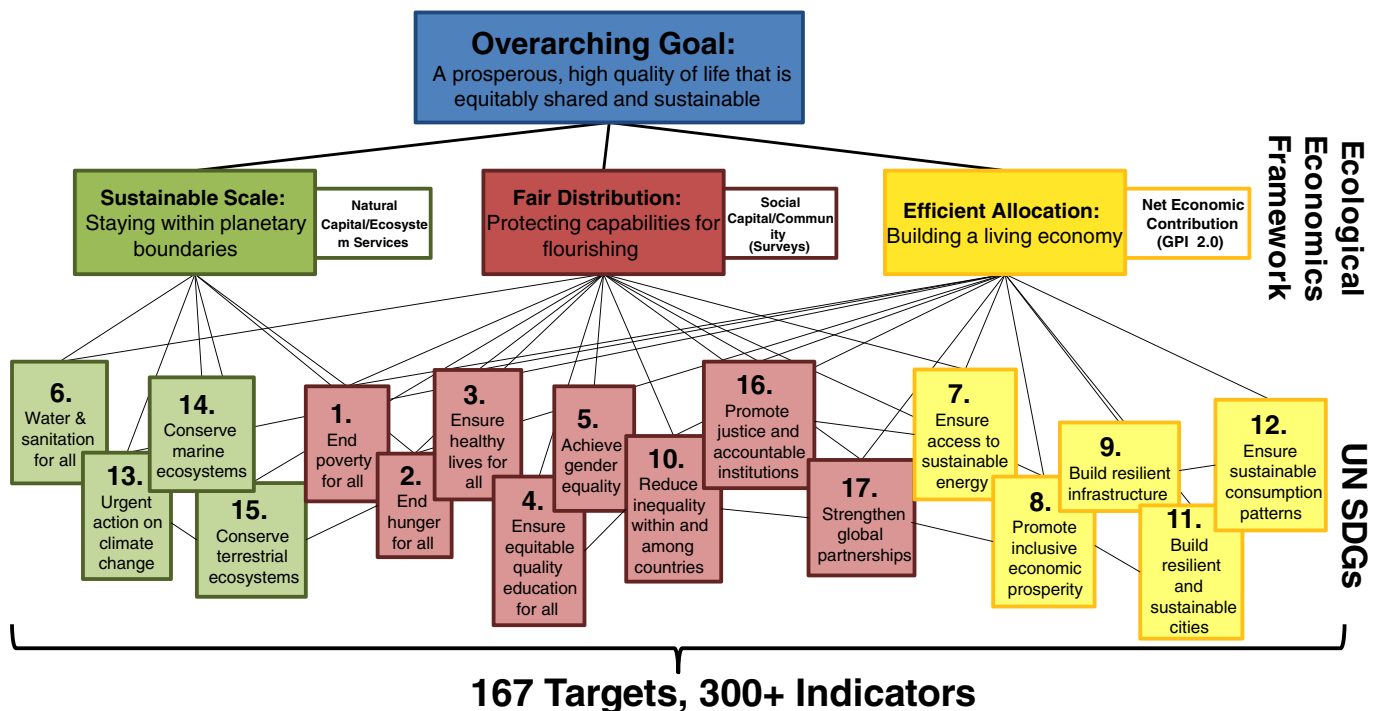 Overarching Goal:
A prosperous, high quality of life that is
equitably shared and sustainable
Ecological
Economics
Framework
Sustainable Scale:
Staying within planetary
boundaries
Natural
Capital/Ecosyste
m Services
Fair Distribution:
Protecting capabilities for
flourishing
Social
Capital/Commun
ity
(Surveys)
Efficient Allocation:
Building a living economy
Net Economic
Contribution
(GPI 2.0)
6.
Water &
sanitation
for all
13.
Urgent
action on
climate
change
14.
Conserve
marine
ecosystems
15.
Conserve
terrestrial
ecosystems
1.
End
poverty
for all
2.
End
hunger
for all
3.
Ensure
healthy
lives for
all
4.
Ensure
equitable
quality
education
for all
5.
Achieve
gender
equality
10.
Reduce
inequality
within and
among
countries
16.
Promote
justice and
accountable
institutions
17.
Strengthen
global
partnerships
7.
Ensure
access to
sustainable
energy
8.
Promote
inclusive
economic
prosperity
9.
Build resilient
infrastructure
11.
Build
resilient
and
sustainable
cities
12.
Ensure
sustainable
consumption
patterns
UN SDGs
167 Targets, 300+ Indicators